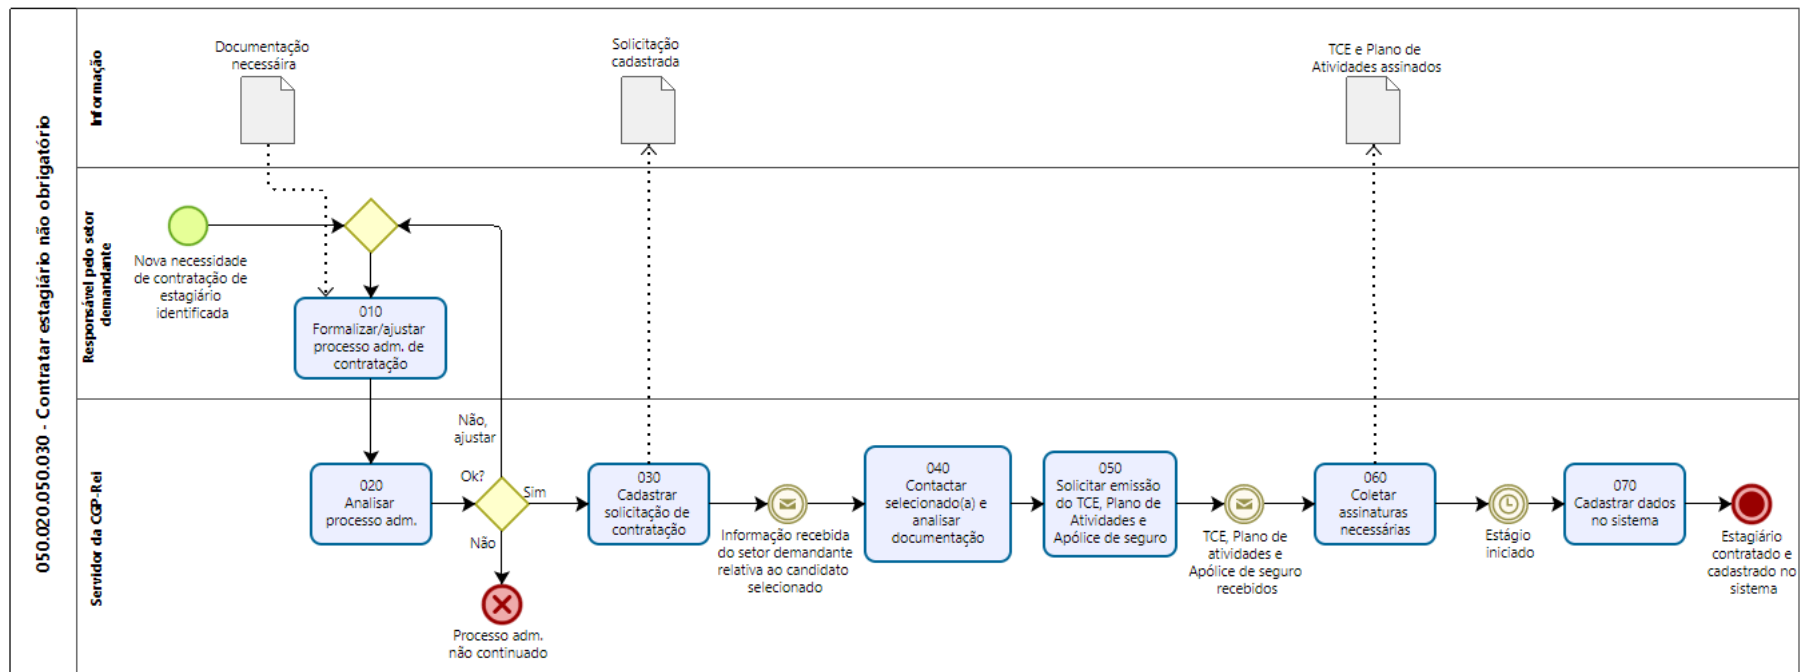 050.020.050.030 - Contratar estagiário não obrigatório
Informação
Documentação
necessáira
Solicitação
cadastrada
TCE e Plano de
Atividades assinados
Responsável pelo setor
demandante
Nova necessidade
de contratação de
estagiário
identificada
010
Formalizar/ajustar
processo adm. de
contratação
Servidor da CGP-Rei
020
Analisar
processo adm.
Não,
ajustar
Ok?
Sim
Não
Processo adm.
não continuado
030
Cadastrar
solicitação de
contratação
Informação recebida
do setor demandante
relativa ao candidato
selecionado
040
Contactar
selecionado(a) e
analisar
documentação
050
Solicitar emissão
do TCE, Plano de
Atividades e
Apólice de seguro
TCE, Plano de
atividades e
Apólice de seguro
recebidos
060
Coletar
assinaturas
necessárias
Estágio
iniciado
070
Cadastrar dados
no sistema
Estagiário
contratado e
cadastrado no
sistema